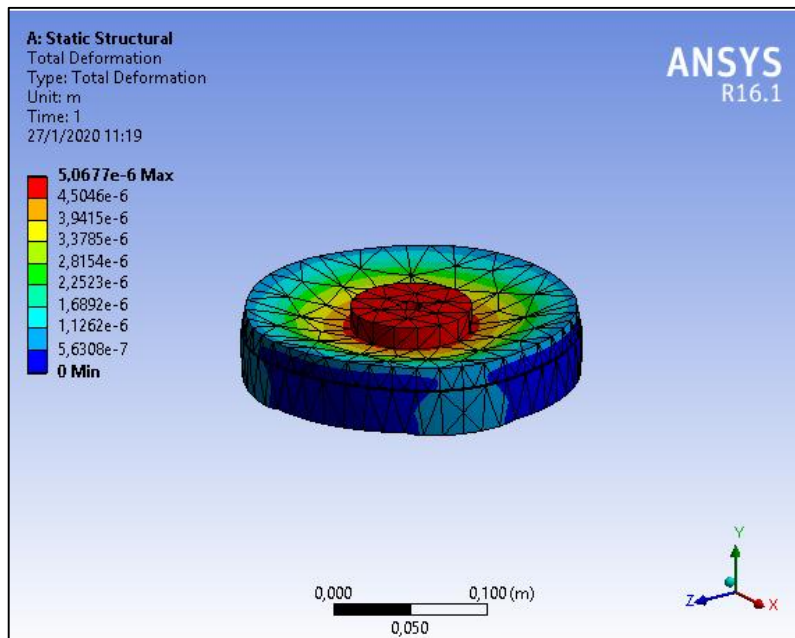 A: Static Structural
Total Deformation
Type: Total Deformation
Unit: m
Time: 1
27/1/2020 11:19
ANSYS
R16.1
5,0677e-6 Max
4,5046e-6
3,9415e-6
3,3785e-6
2,8154e-6
2,2523e-6
1,6892e-6
1,1262e-6
5,6308e-7
0 Min
0,000
0,100 (m)
0,050
Y
Z
X